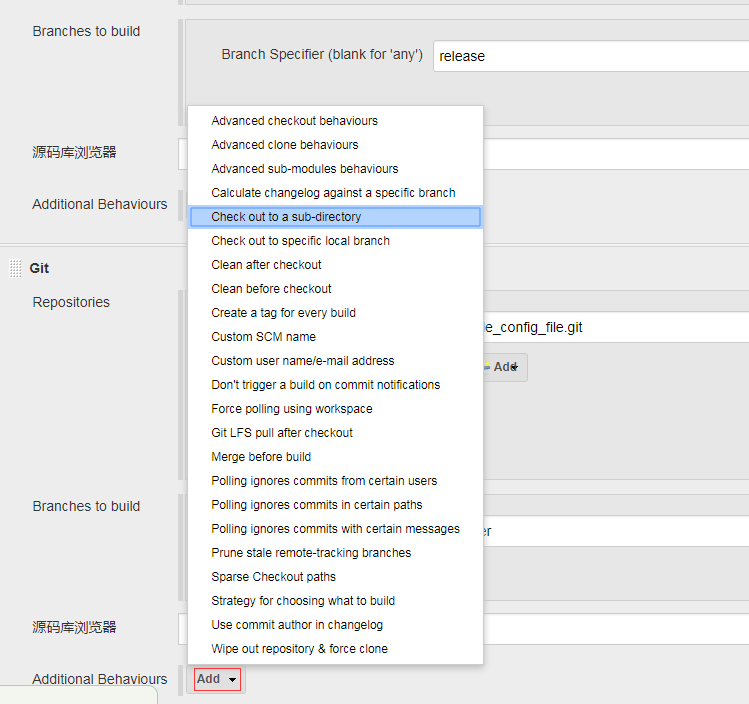 Branches to build
Branch Specifier (blank for 'any')
release
Advanced checkout behaviours
Advanced clone behaviours
源码库浏览器
Advanced sub-modules behaviours
Calculate changelog against a specific branch
Additional Behaviours
Check out to a sub-directory
Check out to specific local branch
Git
Clean after checkout
Clean before checkout
Repositories
Create a tag for every build
e_config_file.git
Custom SCM name
Custom user name/e-mail address
Add
Don't trigger a build on commit notifications
Force polling using workspace
Git LFS pull after checkout
Merge before build
Polling ignores commits from certain users
Polling ignores commits in certain paths
Branches to build
Polling ignores commits with certain messages
Prune stale remote-tracking branches
Sparse Checkout paths
Strategy for choosing what to build
源码库浏览器
Use commit author in changelog
Wipe out repository & force clone
Additional Behaviours
Add